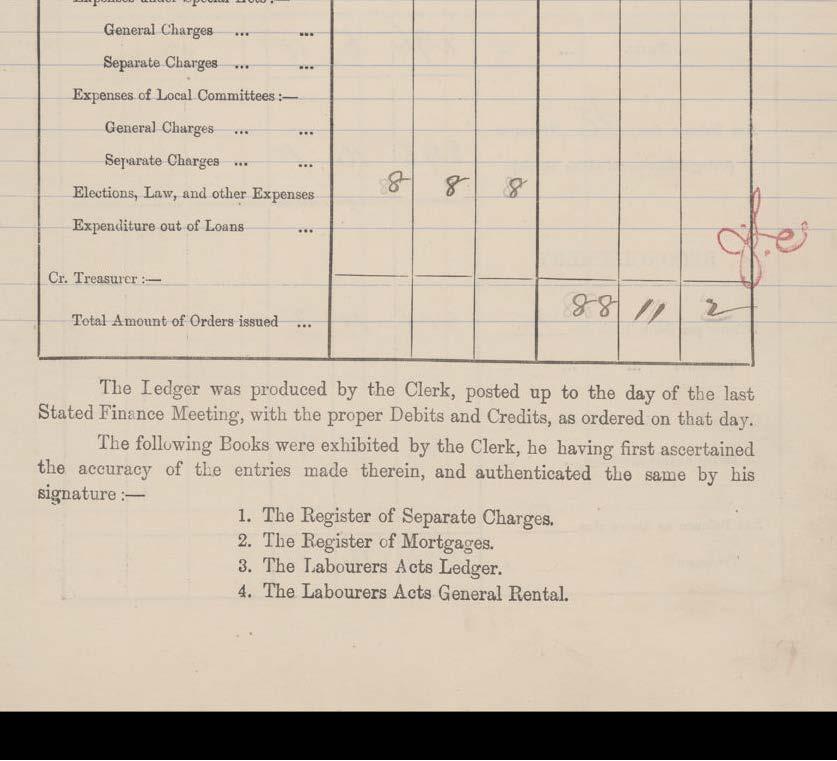 General Charges ... ...
Separate Charges ... ...
Expenses of Local Committees :—
General Charges ... ...
Separate Charges ... ...
Elections, Law, and other Expenses 8 8 8
Expenditure out of Loans ...
Cr. Treasurer :—
Total Amount of Orders issued ... 88 11 2
The Ledger was produced by the Clerk, posted up to the day of the last
Stated Finance Meeting, with the proper Debits and Credits, as ordered on that day.
The following Books were exhibited by the Clerk, he having first ascertained
the accuracy of the entries made therein, and authenticated the same by his
signature :—
1. The Register of Separate Charges.
2. The Register of Mortgages.
3. The Labourers Acts Ledger.
4. The Labourers Acts General Rental.